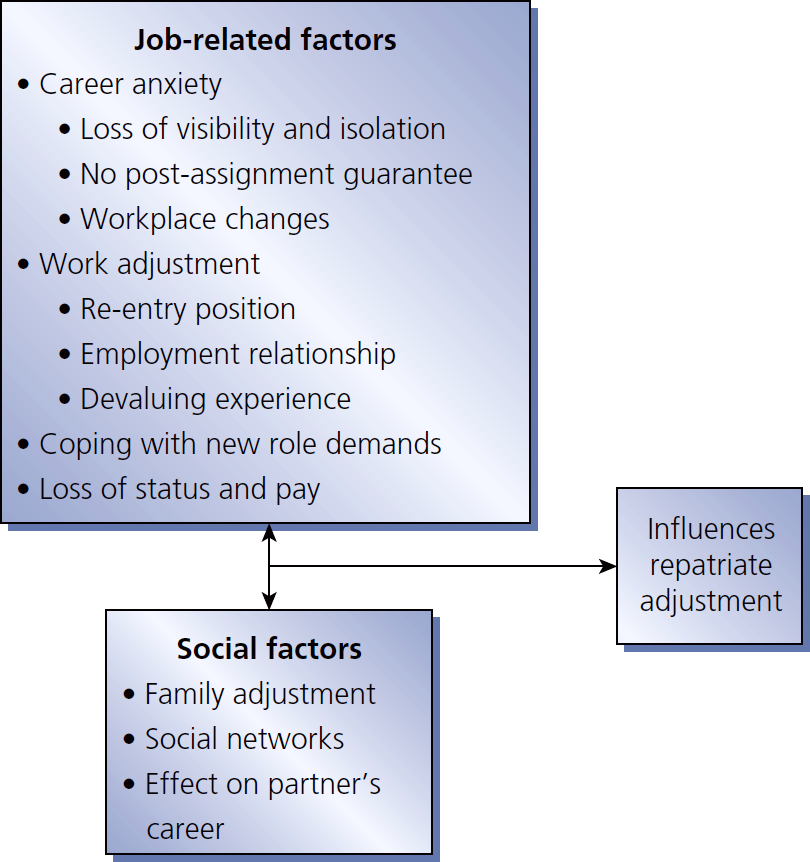 Job-related factors
• Career anxiety
• Loss of visibility and isolation
• No post-assignment guarantee
• Workplace changes
• Work adjustment
• Re-entry position
• Employment relationship
• Devaluing experience
• Coping with new role demands
• Loss of status and pay
Influences
repatriate
adjustment
Social factors
• Family adjustment
• Social networks
• Effect on partner’s
career